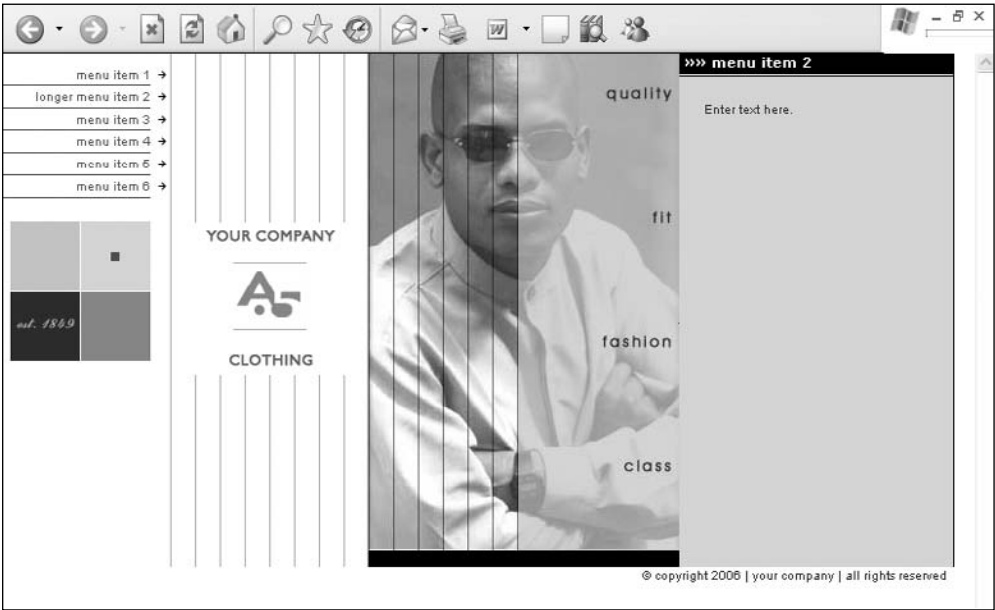 menu item 1
longer menu item 2
menu item 3
menu item 4
menu item 5
menu item 6
est. 1849
YOUR COMPANY
A5
CLOTHING
quality
fit
fashion
class
»»» menu item 2
Enter text here.
© copyright 2006 | your company | all rights reserved